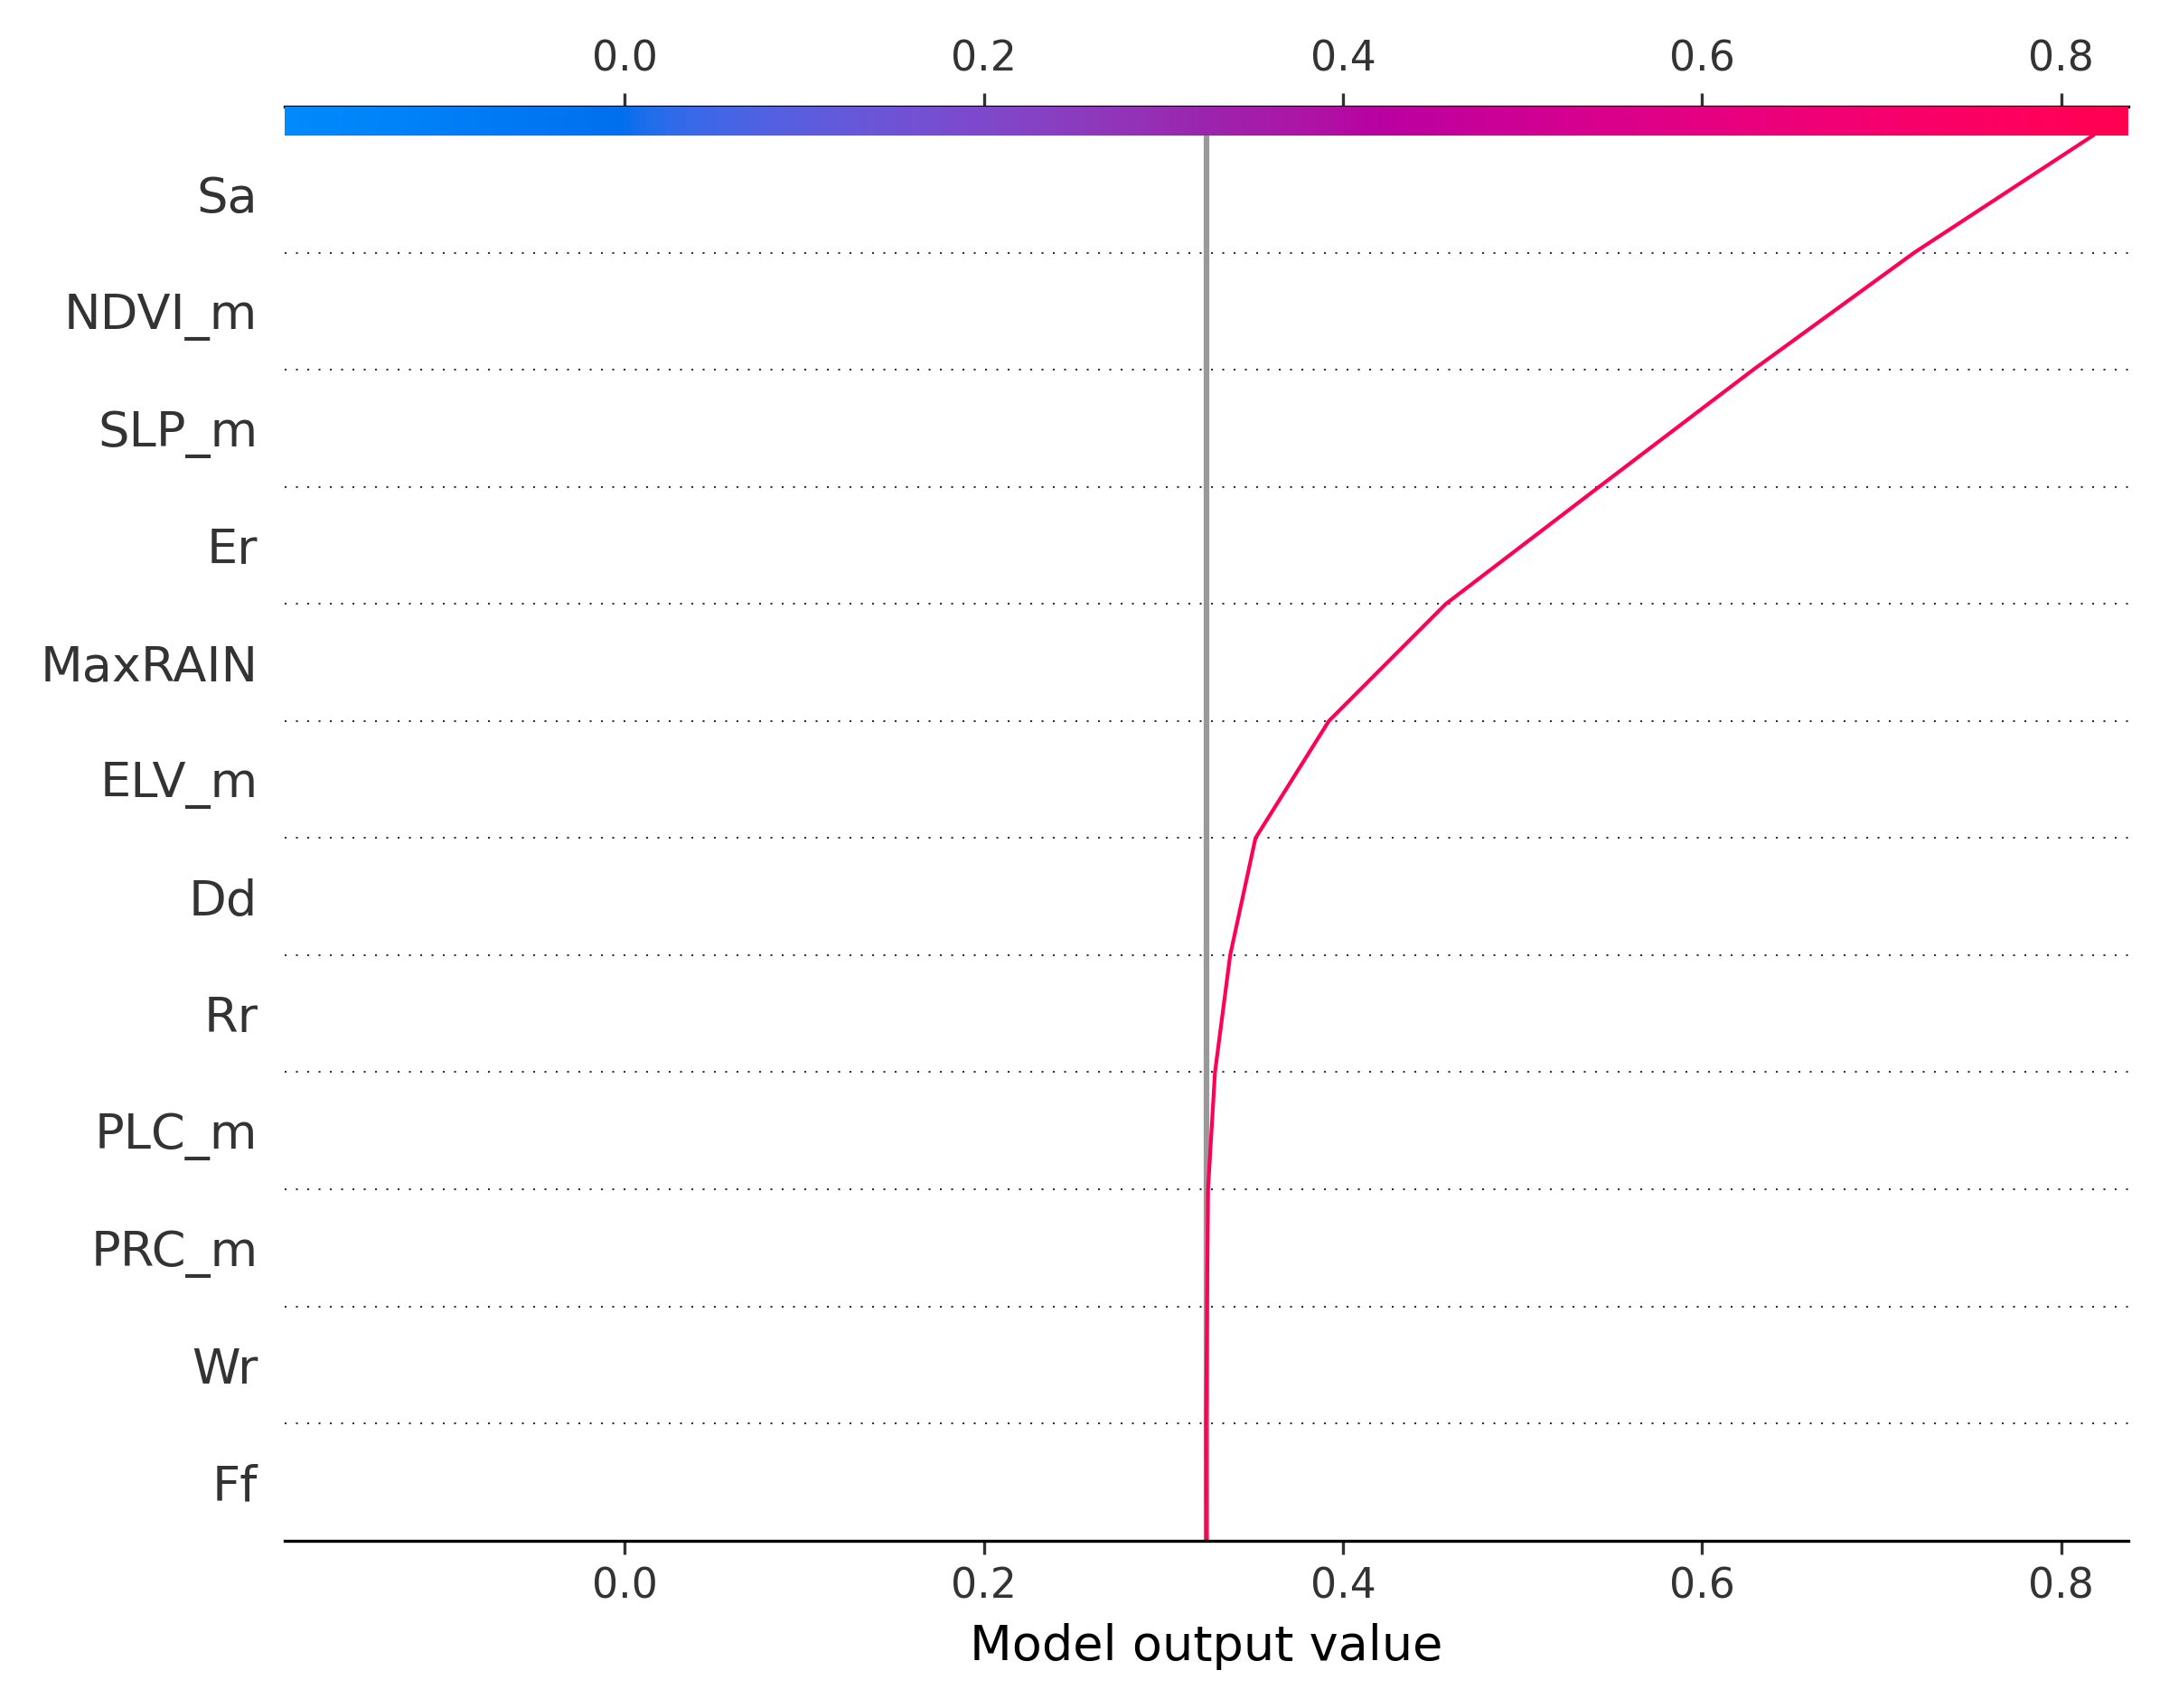 0.0 0.2 0.4 0.6 0.8
Sa
NDVI_m
SLP_m
Er
MaxRAIN
ELV_m
Dd
Rr
PLC_m
PRC_m
Wr
Ff
0.0 0.2 0.4 0.6 0.8
Model output value